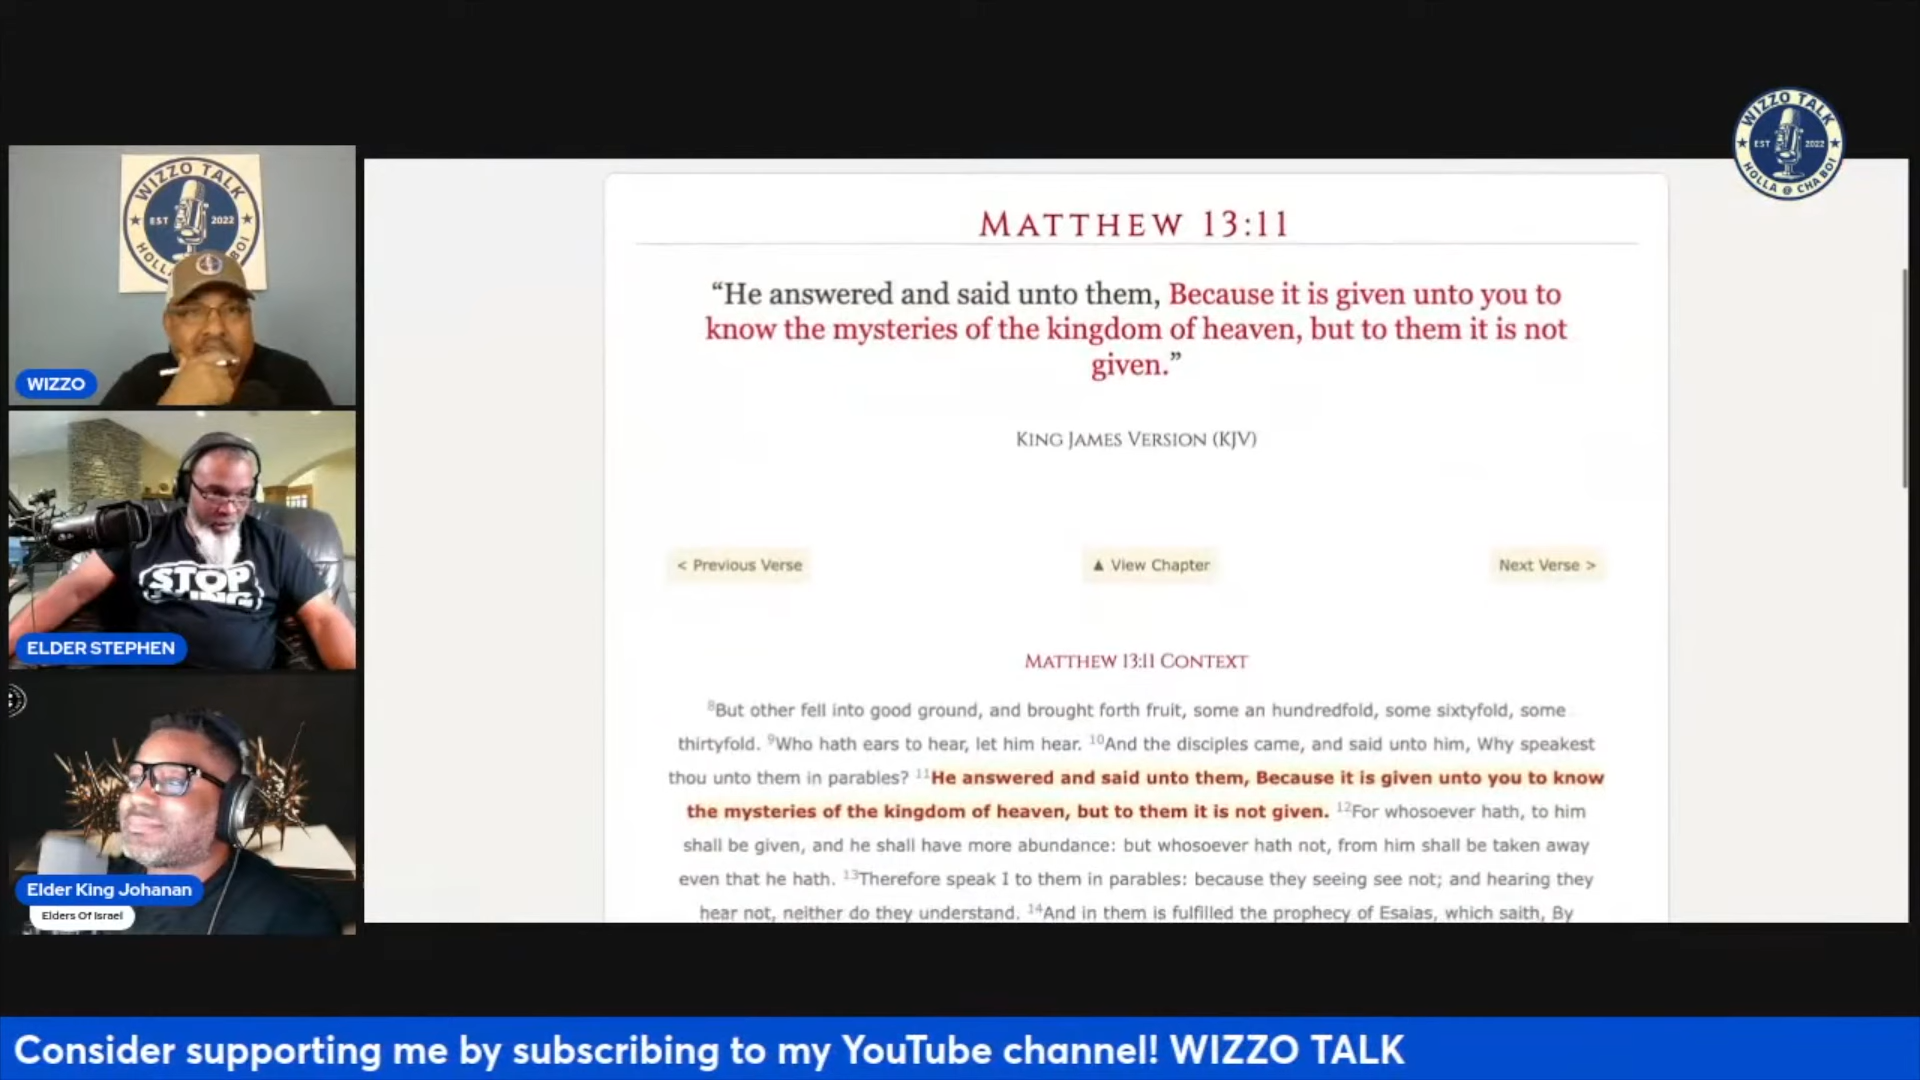 WIZZO TALK
EST 2022
HOLLA @ CHA BOI
WIZZO TALK
EST 2022
WIZZO
STOP
ELDER STEPHEN
Elder King Johanan
Elders Of Israel
MATTHEW 13:11
“He answered and said unto them, Because it is given unto you to
know the mysteries of the kingdom of heaven, but to them it is not
given.”
KING JAMES VERSION (KJV)
< Previous Verse
▲ View Chapter
Next Verse >
MATTHEW 13:11 CONTEXT
8But other fell into good ground, and brought forth fruit, some an hundredfold, some sixtyfold, some
thirtyfold. 9Who hath ears to hear, let him hear. 10And the disciples came, and said unto him, Why speakest
thou unto them in parables? 11He answered and said unto them, Because it is given unto you to know
the mysteries of the kingdom of heaven, but to them it is not given. 12For whosoever hath, to him
shall be given, and he shall have more abundance: but whosoever hath not, from him shall be taken away
even that he hath. 13Therefore speak I to them in parables: because they seeing see not; and hearing they
hear not, neither do they understand. 14And in them is fulfilled the prophecy of Esaias, which saith, By
Consider supporting me by subscribing to my YouTube channel! WIZZO TALK